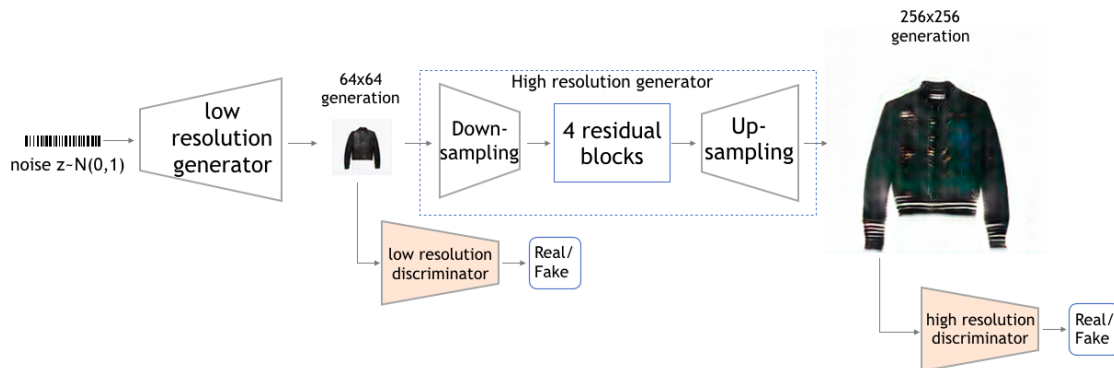 noise z~N(0,1)
low
resolution
generator
64x64
generation
High resolution generator
Down-
sampling
4 residual
blocks
Up-
sampling
256x256
generation
low resolution
discriminator
Real/
Fake
high resolution
discriminator
Real/
Fake